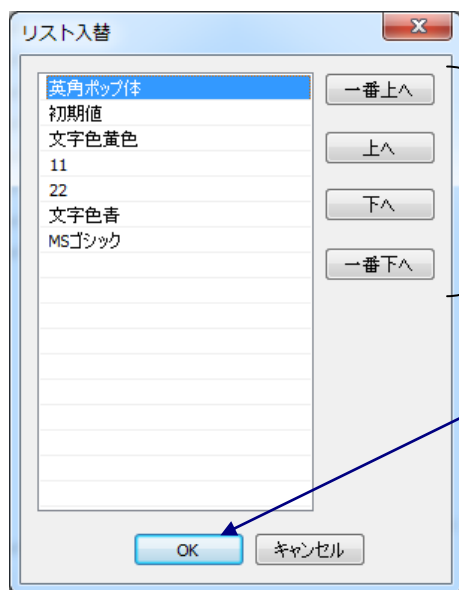 リスト入替
英角ポップ体
初期値
文字色黄色
11
22
文字色青
MSゴシック
一番上へ
上へ
下へ
一番下へ
OK
キャンセル